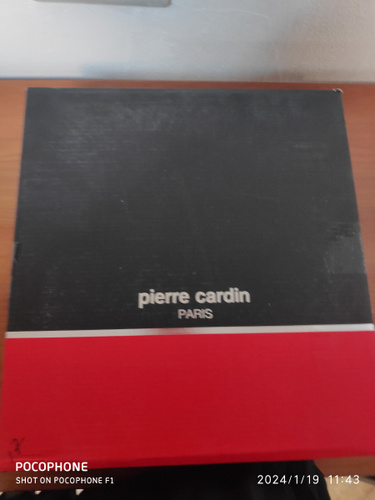 pierre cardin
PARIS
POCOPHONE
SHOT ON POCOPHONE F1
2024/1/19 11:43